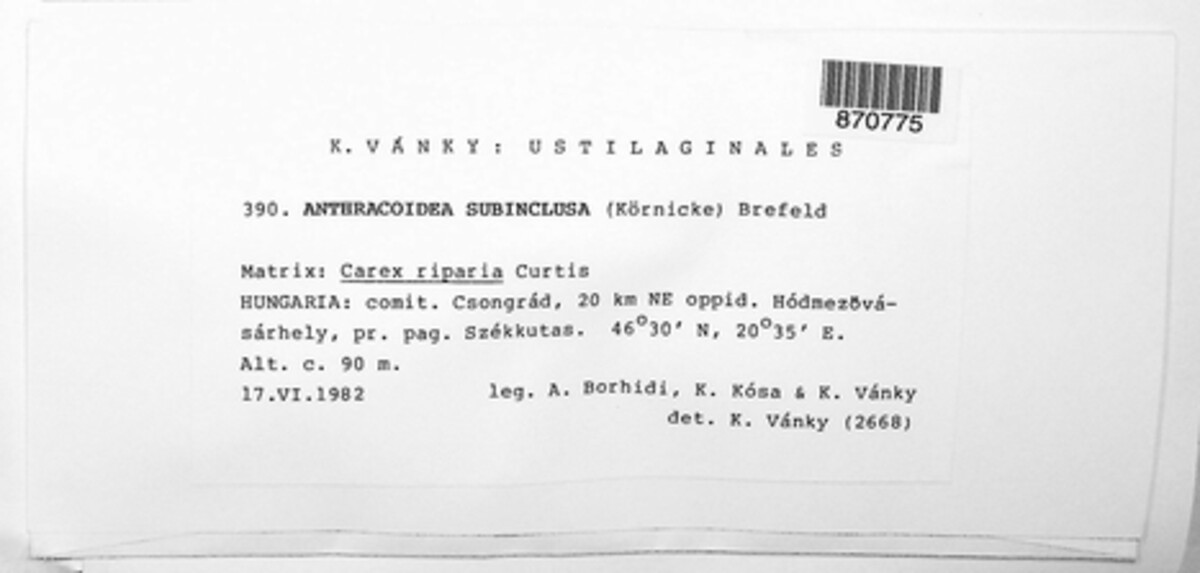 870775
K. VÁNKY: USTILAGINALES
390. ANTHRACOIDEA SUBINCLUSA (Körnicke) Brefeld
Matrix: Carex riparia Curtis
HUNGARIA: comit. Csongrád, 20 km NE oppid. Hódmezővá-
sárhely, pr. pag. Székkutas. 46°30' N, 20°35' E.
Alt. c. 90 m.
17.VI.1982 leg. A. Borhidi, K. Kósa & K. Vánky
det. K. Vánky (2668)